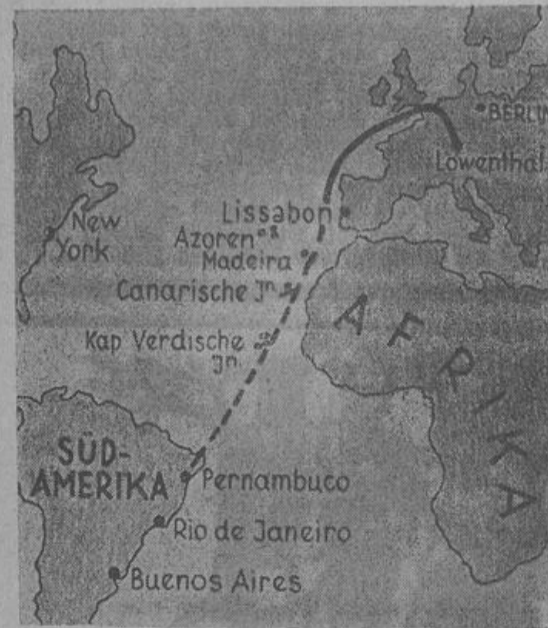 BERLIN
Löwenthal
Lissabon
New
York
Azoren
Madeira
Canarische Jn.
Kap Verdische
Jn.
AFRIKA
SÜD-
AMERIKA
Pernambuco
Rio de Janeiro
Buenos Aires